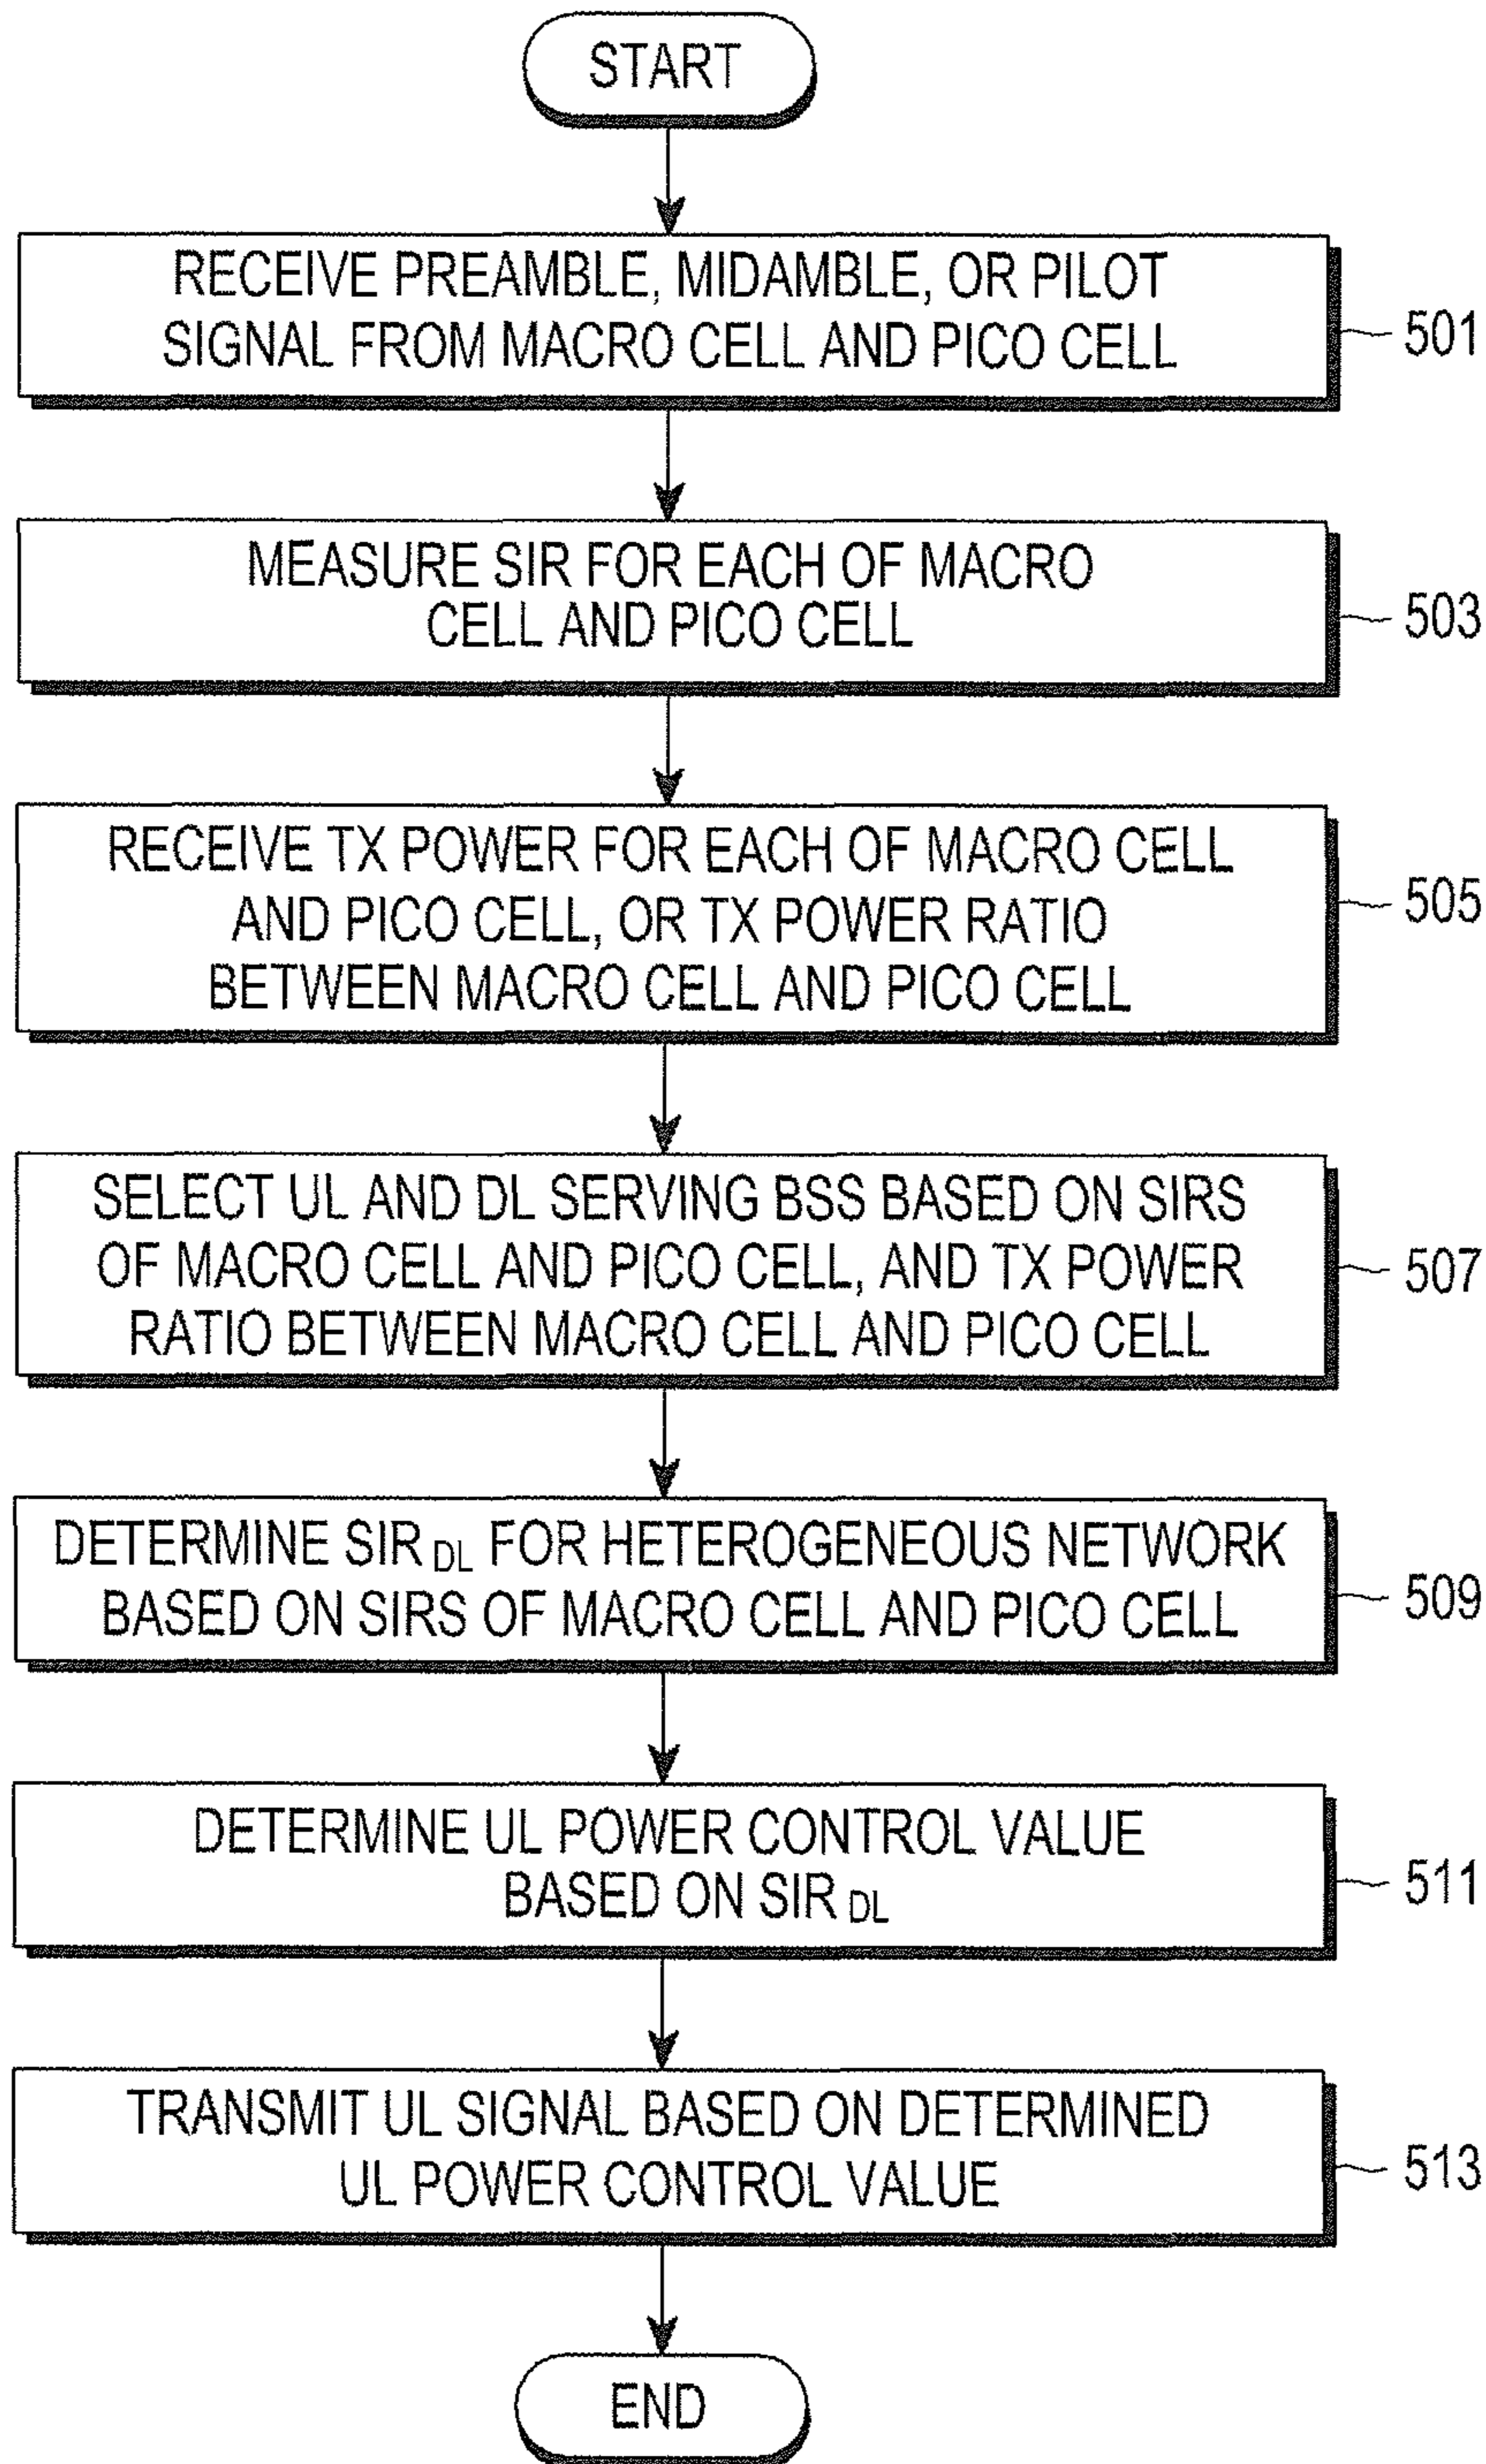 START
RECEIVE PREAMBLE, MIDAMBLE, OR PILOT
SIGNAL FROM MACRO CELL AND PICO CELL
501
MEASURE SIR FOR EACH OF MACRO
CELL AND PICO CELL
503
RECEIVE TX POWER FOR EACH OF MACRO CELL
AND PICO CELL, OR TX POWER RATIO
BETWEEN MACRO CELL AND PICO CELL
505
SELECT UL AND DL SERVING BSS BASED ON SIRS
OF MACRO CELL AND PICO CELL, AND TX POWER
RATIO BETWEEN MACRO CELL AND PICO CELL
507
DETERMINE SIR DL FOR HETEROGENEOUS NETWORK
BASED ON SIRS OF MACRO CELL AND PICO CELL
509
DETERMINE UL POWER CONTROL VALUE
BASED ON SIR DL
511
TRANSMIT UL SIGNAL BASED ON DETERMINED
UL POWER CONTROL VALUE
513
END